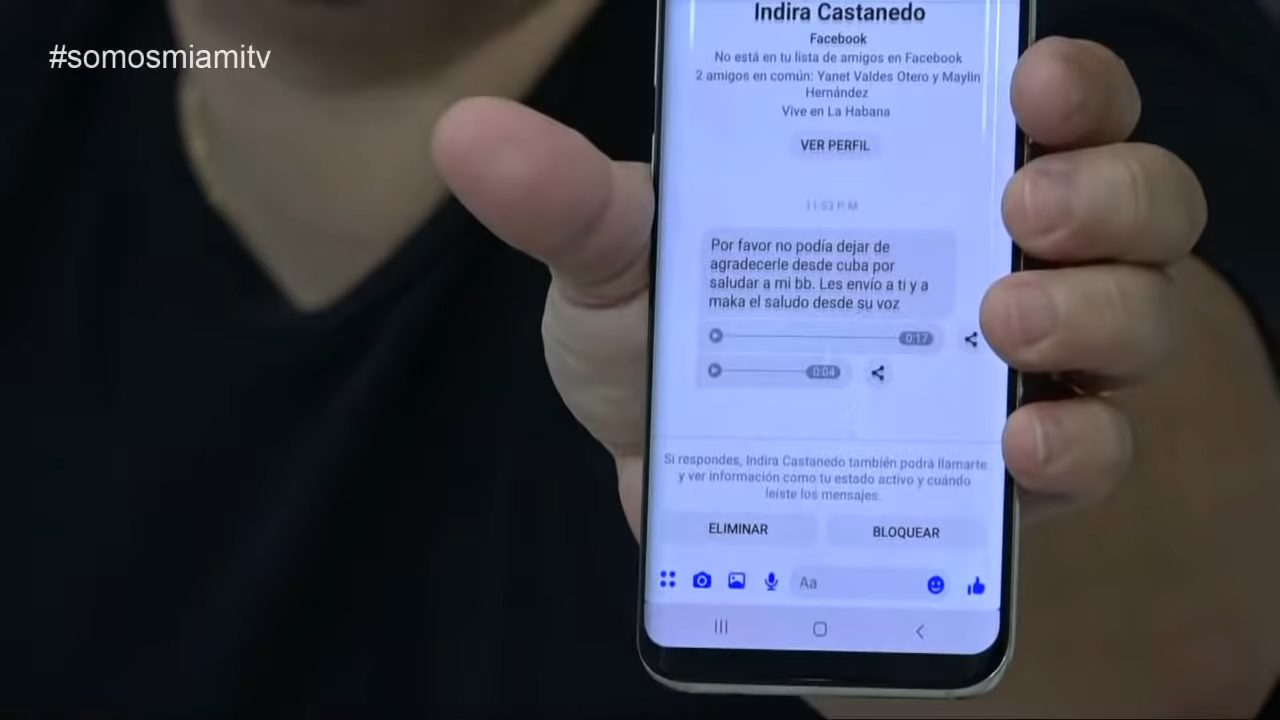 #somosmiamitv
Indira Castanedo
Facebook
No está en tu lista de amigos en Facebook
2 amigos en común: Yanet Valdes Otero y Maylin
Hernández
Vive en La Habana
VER PERFIL
11:53 P. M.
Por favor no podía dejar de
agradecerle desde cuba por
saludar a mi bb. Les envío a ti y a
maka el saludo desde su voz
0:17
0:04
Si respondes, Indira Castanedo también podrá llamarte
y ver información como tu estado activo y cuándo
leíste los mensajes.
ELIMINAR
BLOQUEAR
Aa